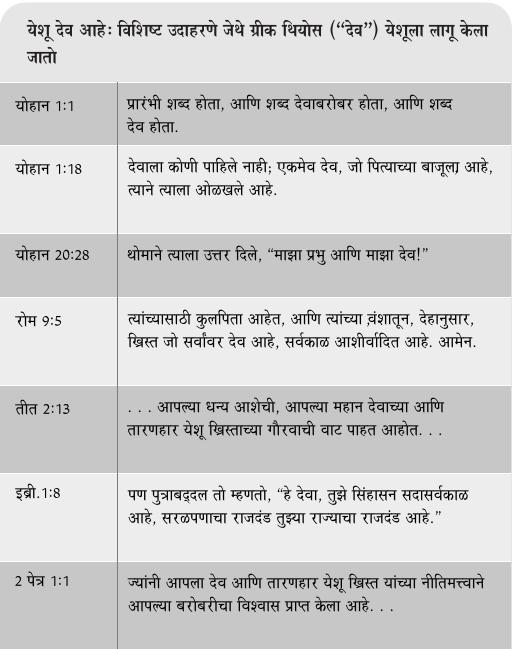 येशू देव आहे: विशिष्ट उदाहरणे जेथे ग्रीक थियोस (“देव”) येशूला लागू केला
जातो
योहान 1:1
प्रारंभी शब्द होता, आणि शब्द देवाबरोबर होता, आणि शब्द
देव होता.
योहान 1:18
देवाला कोणी पाहिले नाही; एकमेव देव, जो पित्याच्या बाजूला, आहे,
त्याने त्याला ओळखले आहे.
योहान 20:28
थोमाने त्याला उत्तर दिले, “माझा प्रभु आणि माझा देव!”
रोम 9:5
त्यांच्यासाठी कुलपिता आहेत, आणि त्यांच्या वंशातून, देहानुसार,
ख्रिस्त जो सर्वांवर देव आहे, सर्वकाळ आशीर्वादित आहे. आमेन.
तीत 2:13
. . . आपल्या धन्य आशेची, आपल्या महान देवाच्या आणि
तारणहार येशू ख्रिस्ताच्या गौरवाची वाट पाहत आहोत. . .
इब्री.1:8
पण पुत्राबद्दल तो म्हणतो, “हे देवा, तुझे सिंहासन सदासर्वकाळ
आहे, सरळपणाचा राजदंड तुझ्या राज्याचा राजदंड आहे.”
2 पेत्र 1:1
ज्यांनी आपला देव आणि तारणहार येशू ख्रिस्त यांच्या नीतिमत्त्वाने
आपल्या बरोबरीचा विश्वास प्राप्त केला आहे. . .